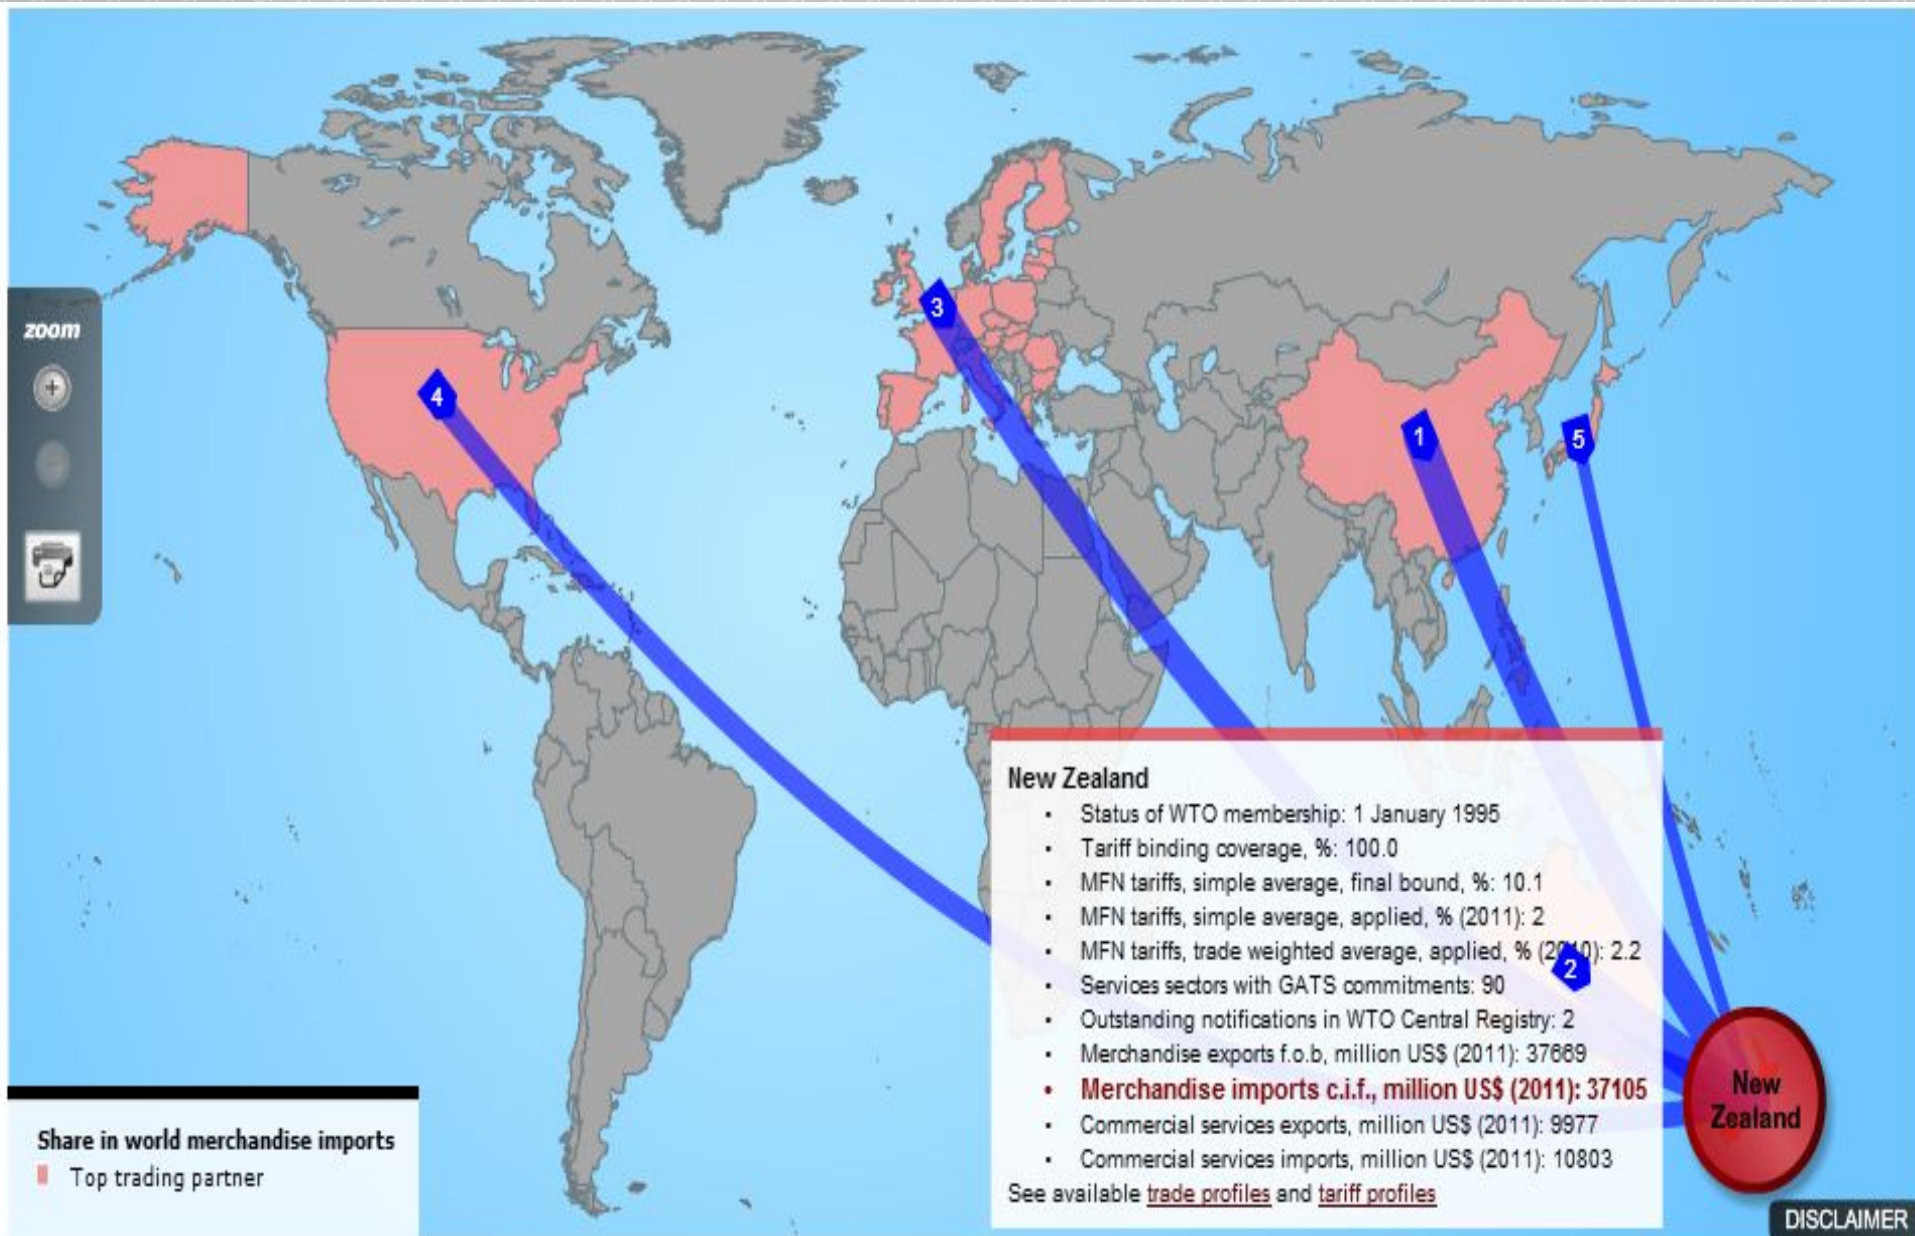 zoom
4
3
1
5
New Zealand
Status of WTO membership: 1 January 1995
Tariff binding coverage, %: 100.0
MFN tariffs, simple average, final bound, %: 10.1
MFN tariffs, simple average, applied, % (2011): 2
MFN tariffs, trade weighted average, applied, % (2010): 2.2
2
Services sectors with GATS commitments: 90
Outstanding notifications in WTO Central Registry: 2
Merchandise exports f.o.b, million US$ (2011): 37669
Merchandise imports c.i.f., million US$ (2011): 37105
Commercial services exports, million US$ (2011): 9977
Commercial services imports, million US$ (2011): 10803
See available trade profiles and tariff profiles
New
Zealand
Share in world merchandise imports
Top trading partner
DISCLAIMER